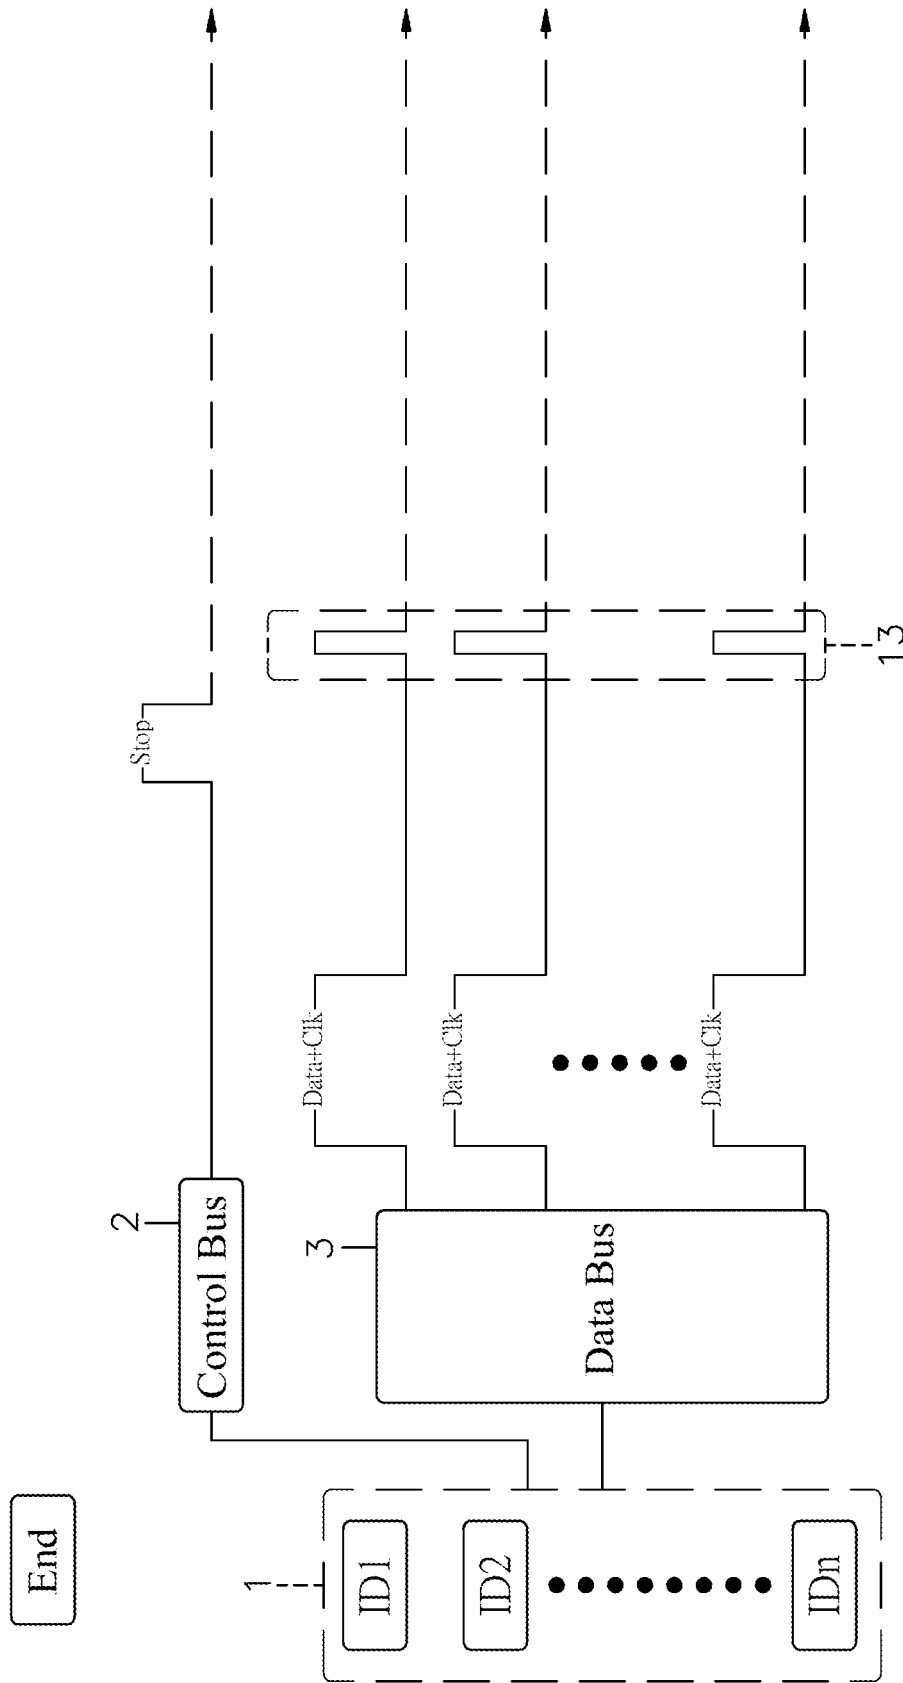 End
1
ID1
ID2
IDn
2
Control Bus
Stop
3
Data Bus
Data+Clk
Data+Clk
Data+Clk
13